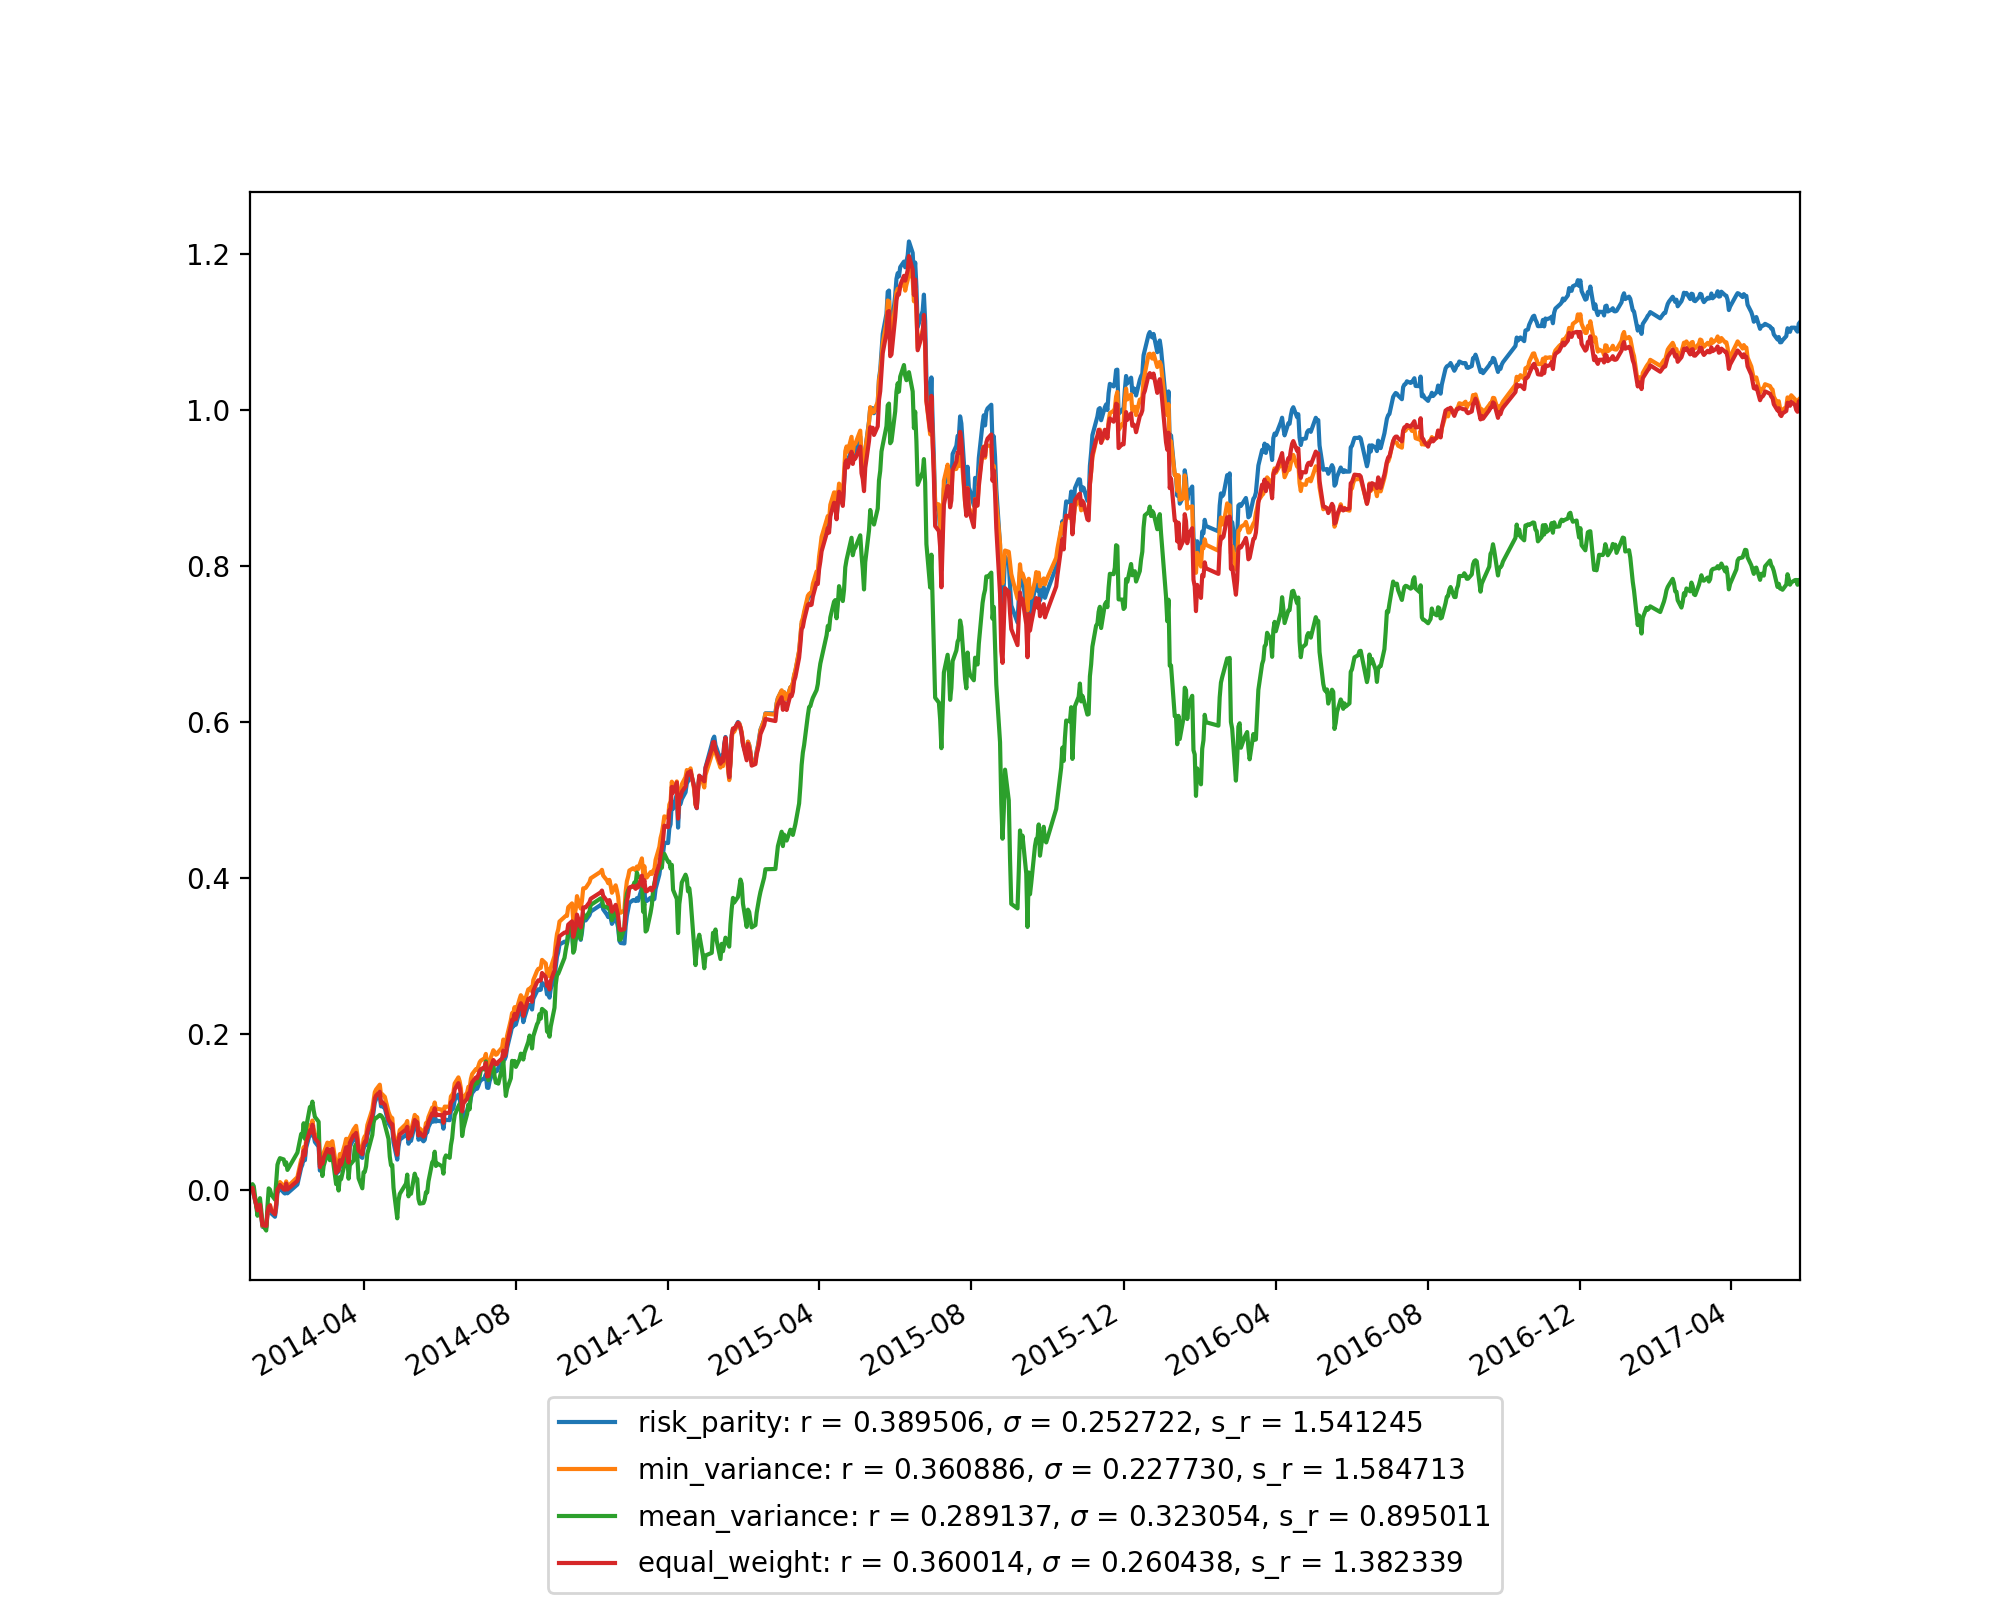 1.2
1.0
0.8
0.6
0.4
0.2
0.0
2014-04 2014-08 2014-12 2015-04 2015-08 2015-12 2016-04 2016-08 2016-12 2017-04
risk_parity: r = 0.389506, σ = 0.252722, s_r = 1.541245
min_variance: r = 0.360886, σ = 0.227730, s_r = 1.584713
mean_variance: r = 0.289137, σ = 0.323054, s_r = 0.895011
equal_weight: r = 0.360014, σ = 0.260438, s_r = 1.382339